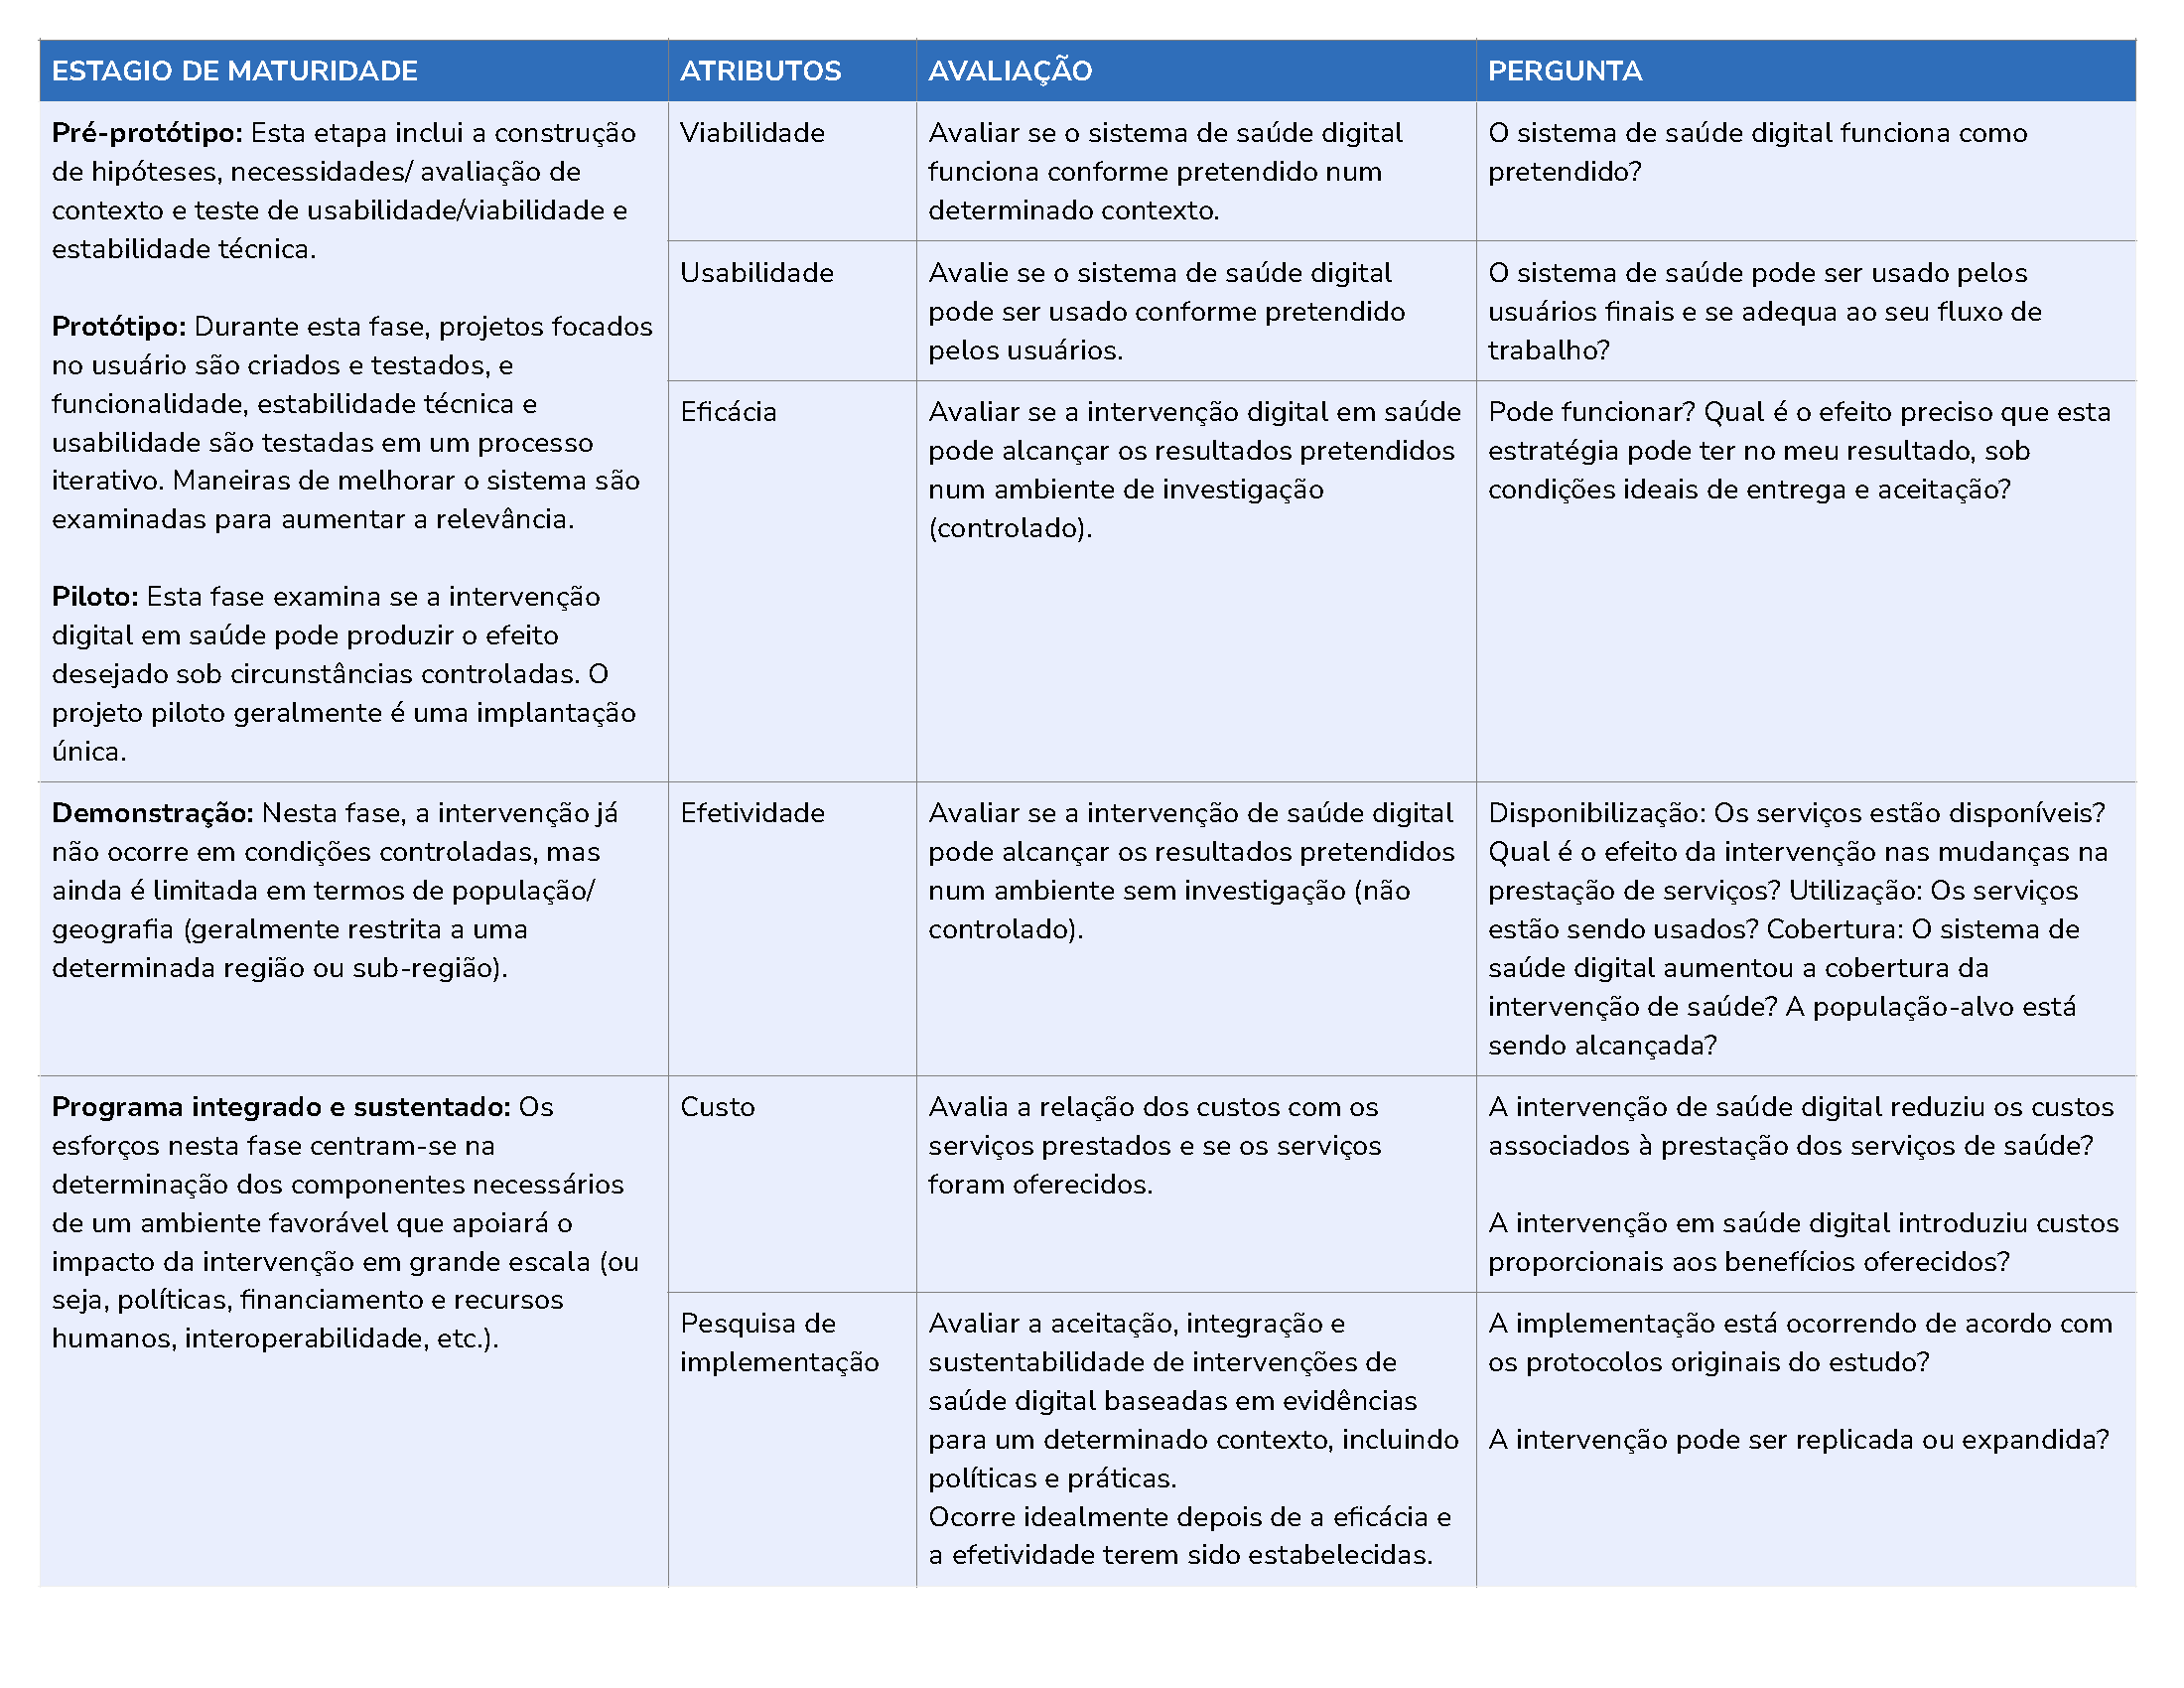 ESTAGIO DE MATURIDADE
ATRIBUTOS
AVALIAÇÃO
PERGUNTA
Pré-protótipo: Esta etapa inclui a construção
de hipóteses, necessidades/ avaliação de
contexto e teste de usabilidade/viabilidade e
estabilidade técnica.
Protótipo: Durante esta fase, projetos focados
no usuário são criados e testados, e
funcionalidade, estabilidade técnica e
usabilidade são testadas em um processo
iterativo. Maneiras de melhorar o sistema são
examinadas para aumentar a relevância.
Piloto: Esta fase examina se a intervenção
digital em saúde pode produzir o efeito
desejado sob circunstâncias controladas. O
projeto piloto geralmente é uma implantação
única.
Viabilidade
Avaliar se o sistema de saúde digital
funciona conforme pretendido num
determinado contexto.
O sistema de saúde digital funciona como
pretendido?
Usabilidade
Avalie se o sistema de saúde digital
pode ser usado conforme pretendido
pelos usuários.
O sistema de saúde pode ser usado pelos
usuários finais e se adequa ao seu fluxo de
trabalho?
Eficácia
Avaliar se a intervenção digital em saúde
pode alcançar os resultados pretendidos
num ambiente de investigação
(controlado).
Pode funcionar? Qual é o efeito preciso que esta
estratégia pode ter no meu resultado, sob
condições ideais de entrega e aceitação?
Demonstração: Nesta fase, a intervenção já
não ocorre em condições controladas, mas
ainda é limitada em termos de população/
geografia (geralmente restrita a uma
determinada região ou sub-região).
Efetividade
Avaliar se a intervenção de saúde digital
pode alcançar os resultados pretendidos
num ambiente sem investigação (não
controlado).
Disponibilização: Os serviços estão disponíveis?
Qual é o efeito da intervenção nas mudanças na
prestação de serviços? Utilização: Os serviços
estão sendo usados? Cobertura: O sistema de
saúde digital aumentou a cobertura da
intervenção de saúde? A população-alvo está
sendo alcançada?
Programa integrado e sustentado: Os
esforços nesta fase centram-se na
determinação dos componentes necessários
de um ambiente favorável que apoiará o
impacto da intervenção em grande escala (ou
seja, políticas, financiamento e recursos
humanos, interoperabilidade, etc.).
Custo
Avalia a relação dos custos com os
serviços prestados e se os serviços
foram oferecidos.
A intervenção de saúde digital reduziu os custos
associados à prestação dos serviços de saúde?
A intervenção em saúde digital introduziu custos
proporcionais aos benefícios oferecidos?
Pesquisa de
implementação
Avaliar a aceitação, integração e
sustentabilidade de intervenções de
saúde digital baseadas em evidências
para um determinado contexto, incluindo
políticas e práticas.
Ocorre idealmente depois de a eficácia e
a efetividade terem sido estabelecidas.
A implementação está ocorrendo de acordo com
os protocolos originais do estudo?
A intervenção pode ser replicada ou expandida?